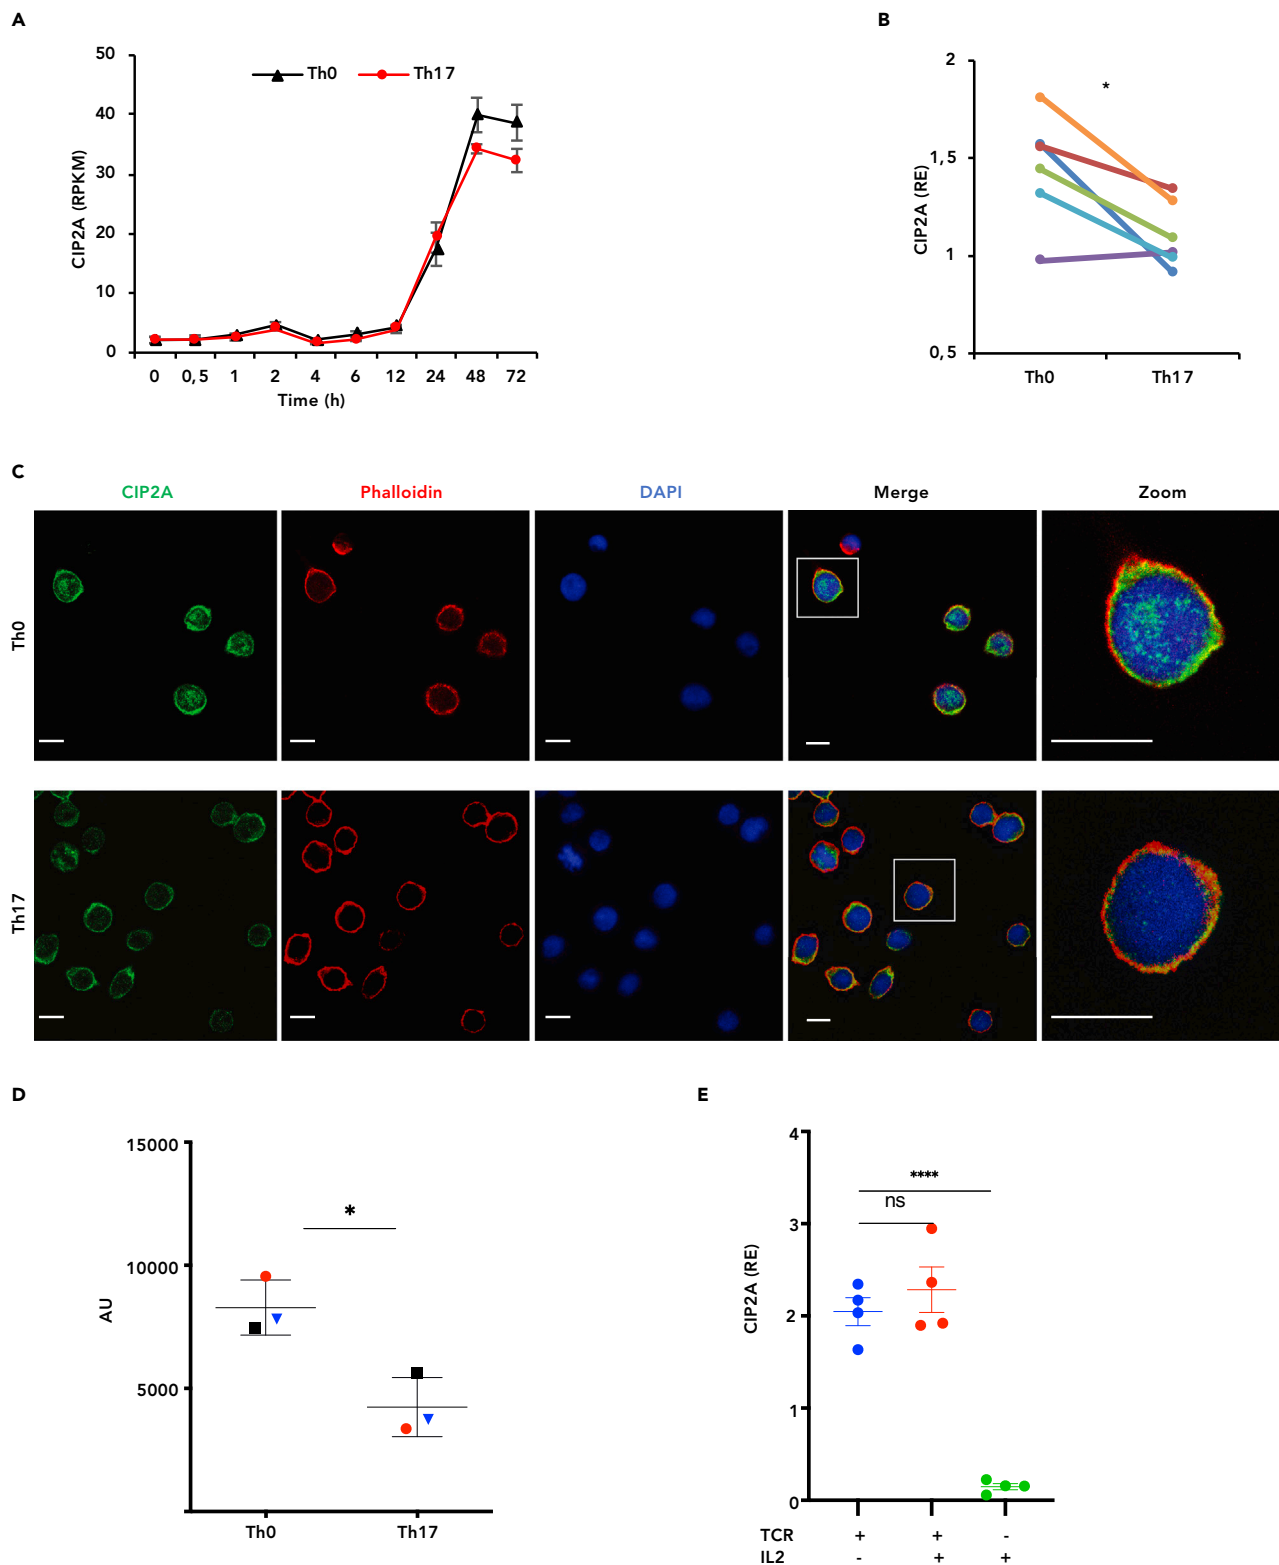 A
B
50
40
30
20
10
0
CIP2A (RPKM)
Th0
Th17
0 0,5 1 2 4 6 12 24 48 72
Time (h)
2
1,5
1
0,5
CIP2A (RE)
*
Th0 Th17
C
CIP2A Phalloidin DAPI Merge Zoom
Th0
Th17
D
E
15000
10000
5000
AU
*
Th0 Th17
4
3
2
1
0
CIP2A (RE)
****
ns
TCR + + -
IL2 - + +